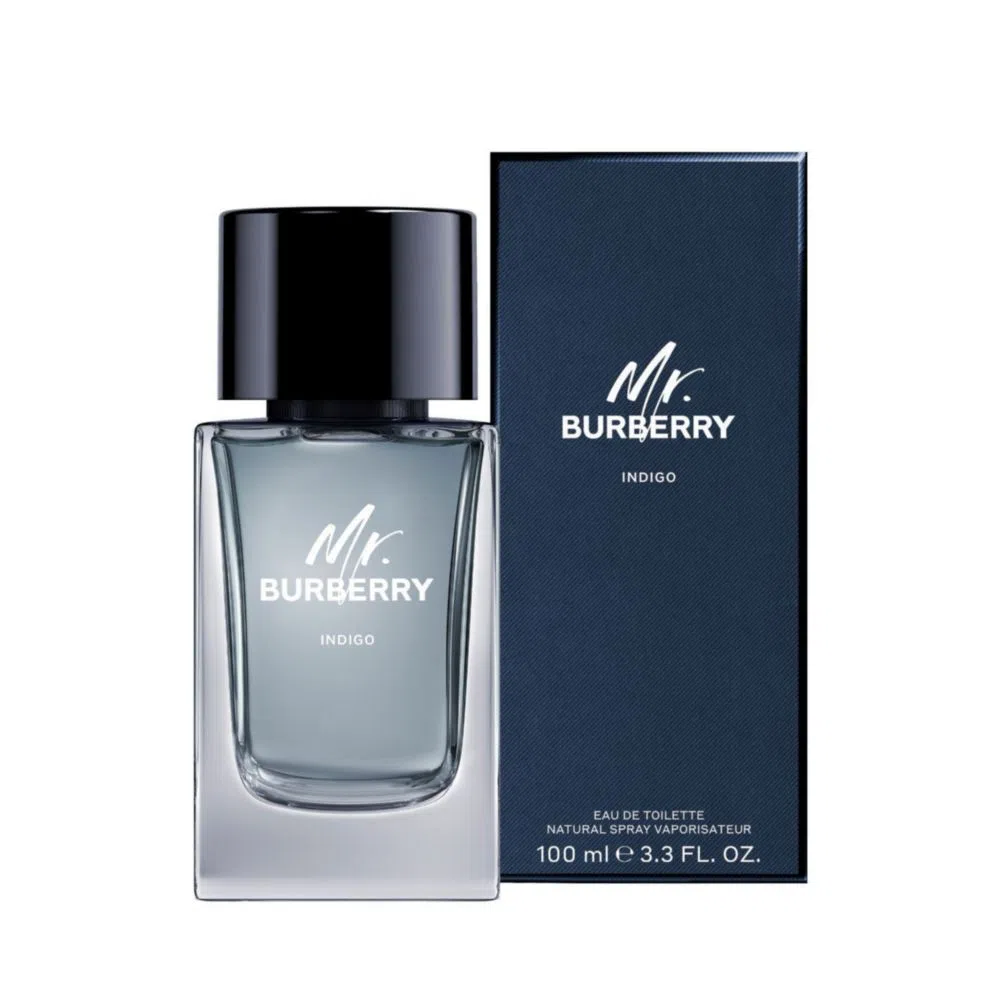 Mr.
BURBERRY
INDIGO
Mr.
BURBERRY
INDIGO
EAU DE TOILETTE
NATURAL SPRAY VAPORISATEUR
100 ml ℮ 3.3 FL. OZ.